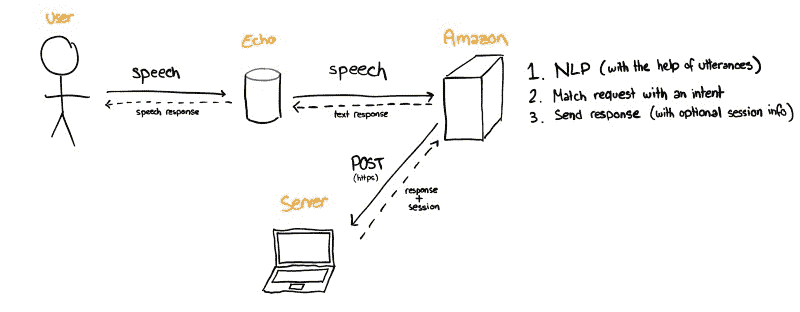 User
Echo
Amazon
speech
speech response
speech
text response
1. NLP (with the help of utterances)
2. Match request with an intent
3. Send response (with optional session info)
POST
(https)
response
+
session
Server